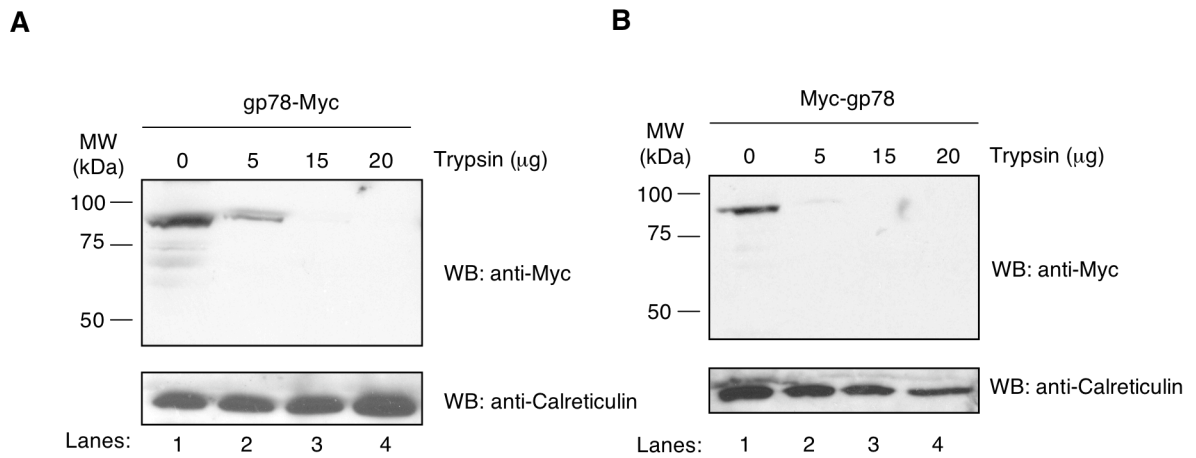 A
gp78-Myc
MW
(kDa)
0 5 15 20 Trypsin (μg)
100
75
50
WB: anti-Myc
WB: anti-Calreticulin
Lanes: 1 2 3 4
B
Myc-gp78
MW
(kDa)
0 5 15 20 Trypsin (μg)
100
75
50
WB: anti-Myc
WB: anti-Calreticulin
Lanes: 1 2 3 4